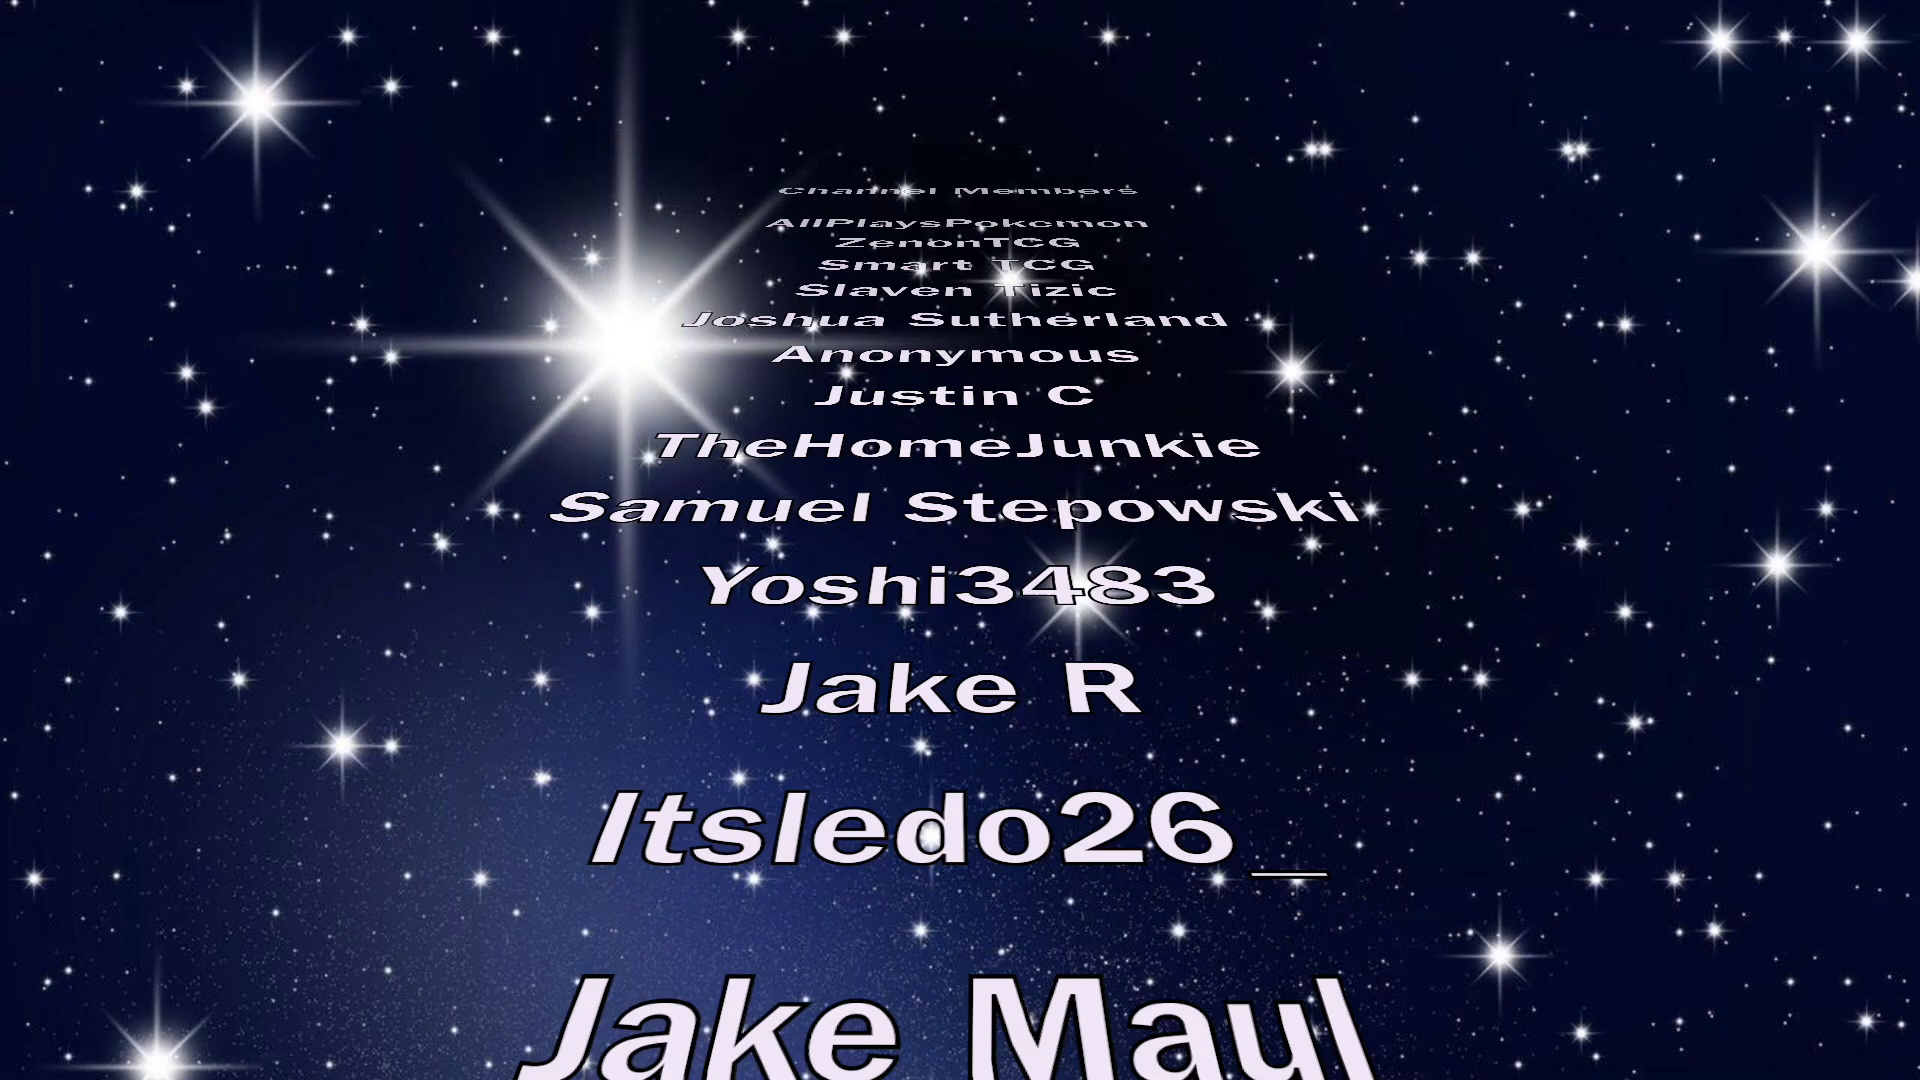 Channel Members
AllPlaysPokemon
ZenonTCG
Smart TCG
Slaven Tizic
Joshua Sutherland
Anonymous
Justin C
TheHomeJunkie
Samuel Stepowski
Yoshi3483
Jake R
Itsledo26_
Jake Maul